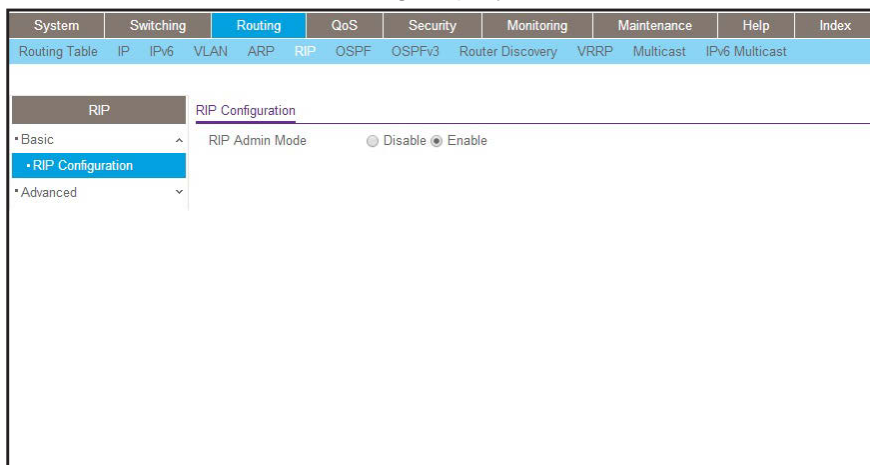 System Switching Routing QoS Security Monitoring Maintenance Help Index
Routing Table IP IPv6 VLAN ARP RIP OSPF OSPFv3 Router Discovery VRRP Multicast IPv6 Multicast
RIP
Basic
RIP Configuration
Advanced
RIP Configuration
RIP Admin Mode Disable Enable